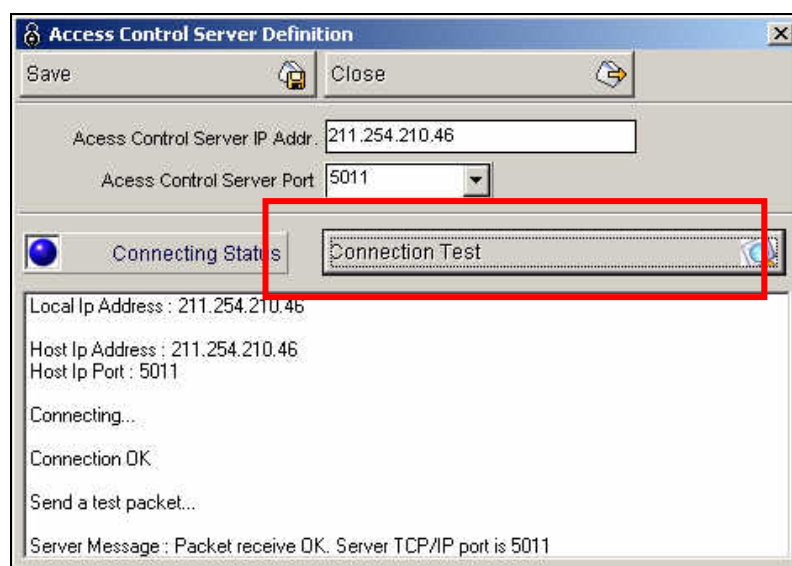 Access Control Server Definition
Save Close
Acess Control Server IP Addr. 211.254.210.46
Acess Control Server Port 5011
Connecting Status Connection Test
Local Ip Address : 211.254.210.46
Host Ip Address : 211.254.210.46
Host Ip Port : 5011
Connecting...
Connection OK
Send a test packet...
Server Message : Packet receive OK. Server TCP/IP port is 5011